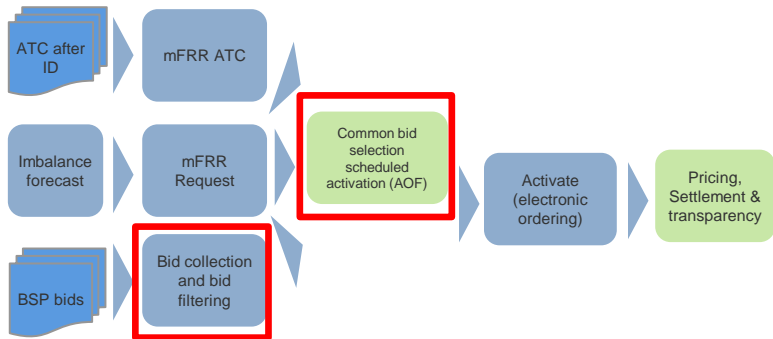 ATC after
ID
mFRR ATC
Imbalance
forecast
mFRR
Request
Common bid
selection
scheduled
activation (AOF)
Activate
(electronic
ordering)
Pricing,
Settlement &
transparency
BSP bids
Bid collection
and bid
filtering